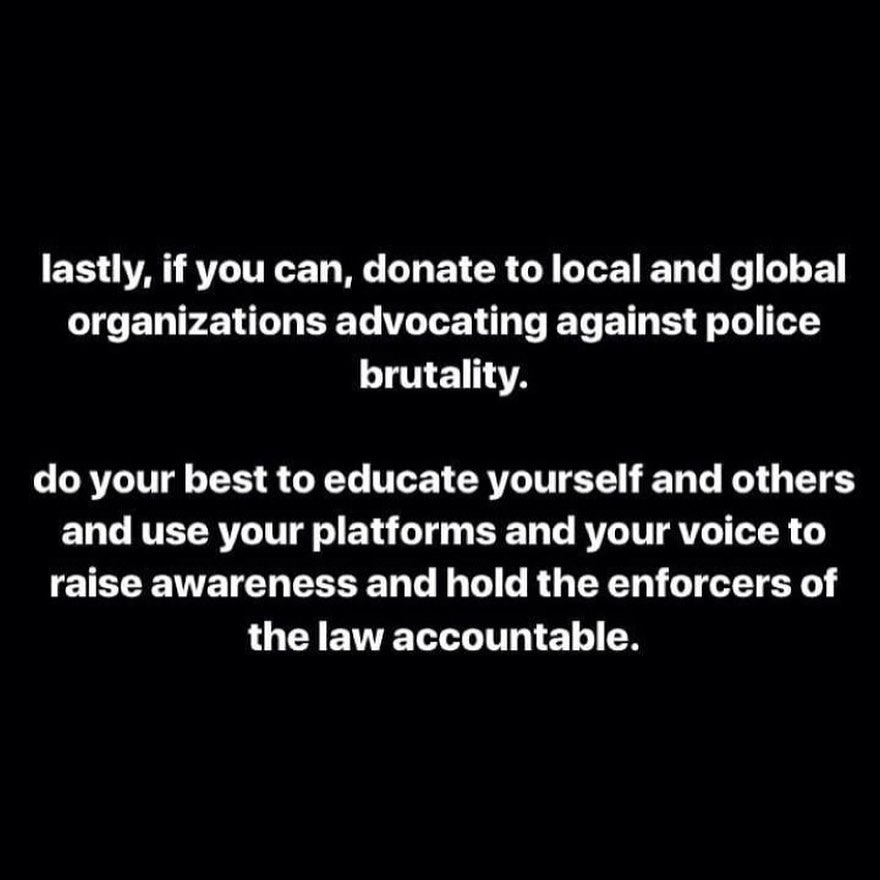 lastly, if you can, donate to local and global
organizations advocating against police
brutality.
do your best to educate yourself and others
and use your platforms and your voice to
raise awareness and hold the enforcers of
the law accountable.